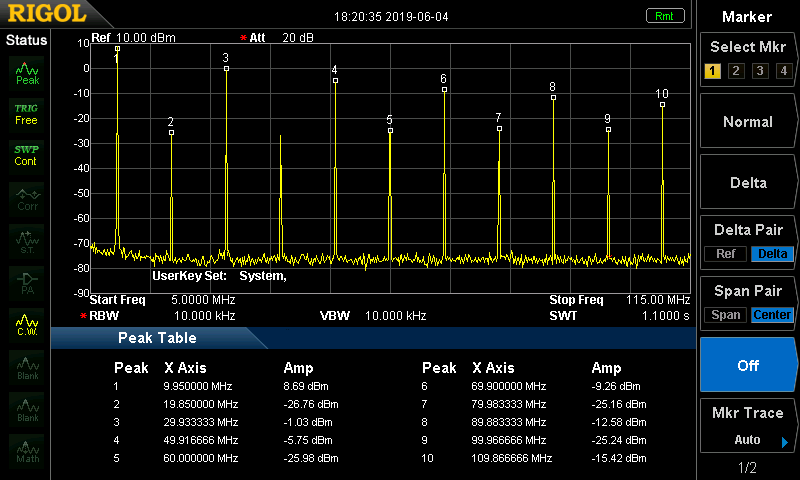 RIGOL
18:20:35 2019-06-04
Rmt
Marker
Status
Ref 10.00 dBm
* Att 20 dB
Peak
TRIG
Free
SWP
Cont
Corr
S.T.
PA
C.W.
Blank
Blank
Math
10
0
-10
-20
-30
-40
-50
-60
-70
-80
-90
1
2
3
4
5
6
7
8
9
10
UserKey Set: System,
Start Freq 5.0000 MHz
Stop Freq 115.00 MHz
* RBW 10.000 kHz
VBW 10.000 kHz
SWT 1.1000 s
Peak Table
Peak X Axis Amp Peak X Axis Amp
1 9.950000 MHz 8.69 dBm 6 69.900000 MHz -9.26 dBm
2 19.850000 MHz -26.76 dBm 7 79.983333 MHz -25.16 dBm
3 29.933333 MHz -1.03 dBm 8 89.883333 MHz -12.58 dBm
4 49.916666 MHz -5.75 dBm 9 99.966666 MHz -25.24 dBm
5 60.000000 MHz -25.98 dBm 10 109.866666 MHz -15.42 dBm
Select Mkr
1 2 3 4
Normal
Delta
Delta Pair
Ref Delta
Span Pair
Span Center
Off
Mkr Trace
Auto
1/2